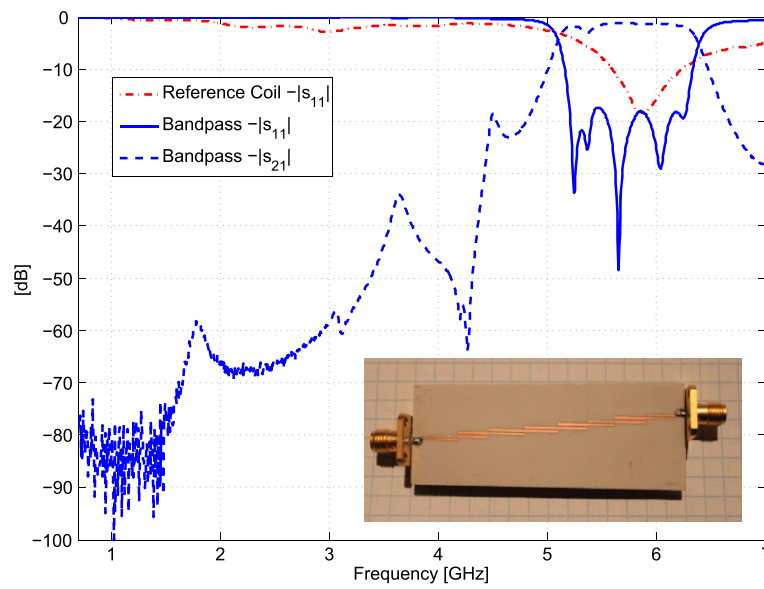 0
−10
−20
−30
−40
−50
−60
−70
−80
−90
−100
[dB]
Reference Coil −|s11|
Bandpass −|s11|
Bandpass −|s21|
1 2 3 4 5 6 7
Frequency [GHz]